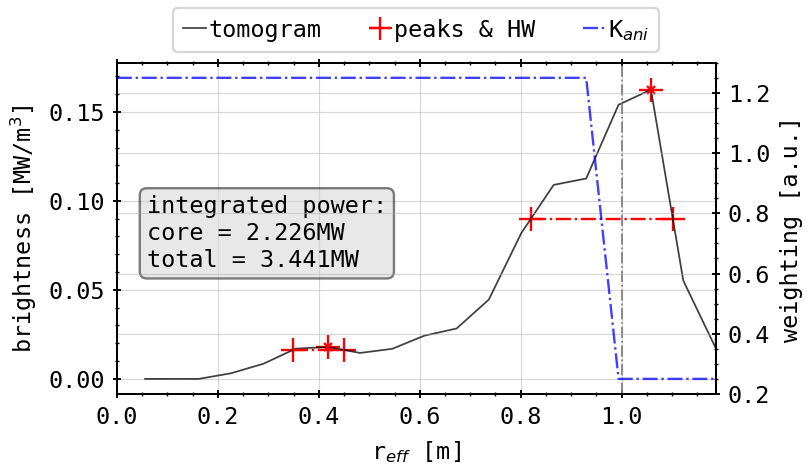 tomogram peaks & HW K_ani
brightness [MW/m³]
0.15
0.10
0.05
0.00
integrated power:
core = 2.226MW
total = 3.441MW
1.2
1.0
0.8
0.6
0.4
0.2
weighting [a.u.]
0.0 0.2 0.4 0.6 0.8 1.0
r_eff [m]